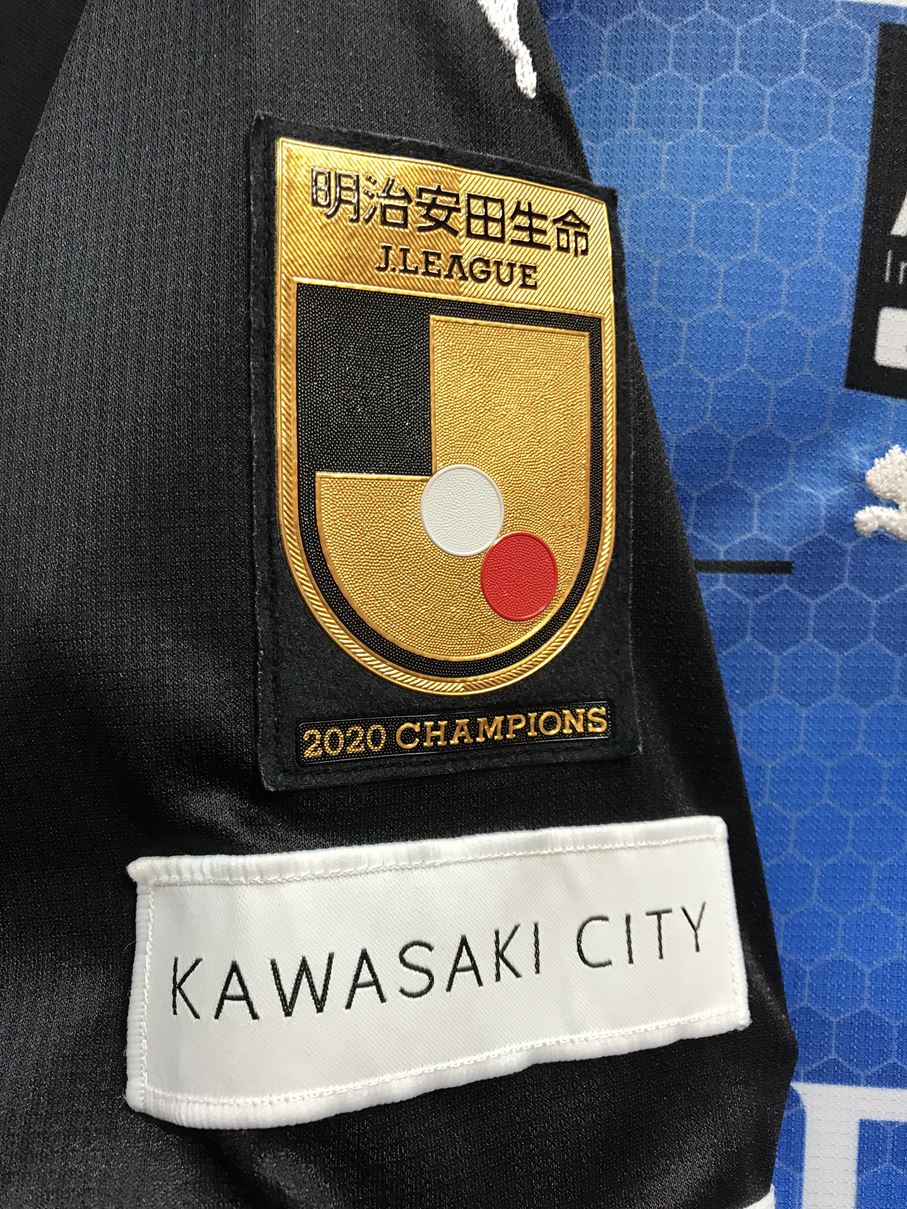 明治安田生命
J.LEAGUE
2020 CHAMPIONS
KAWASAKI CITY